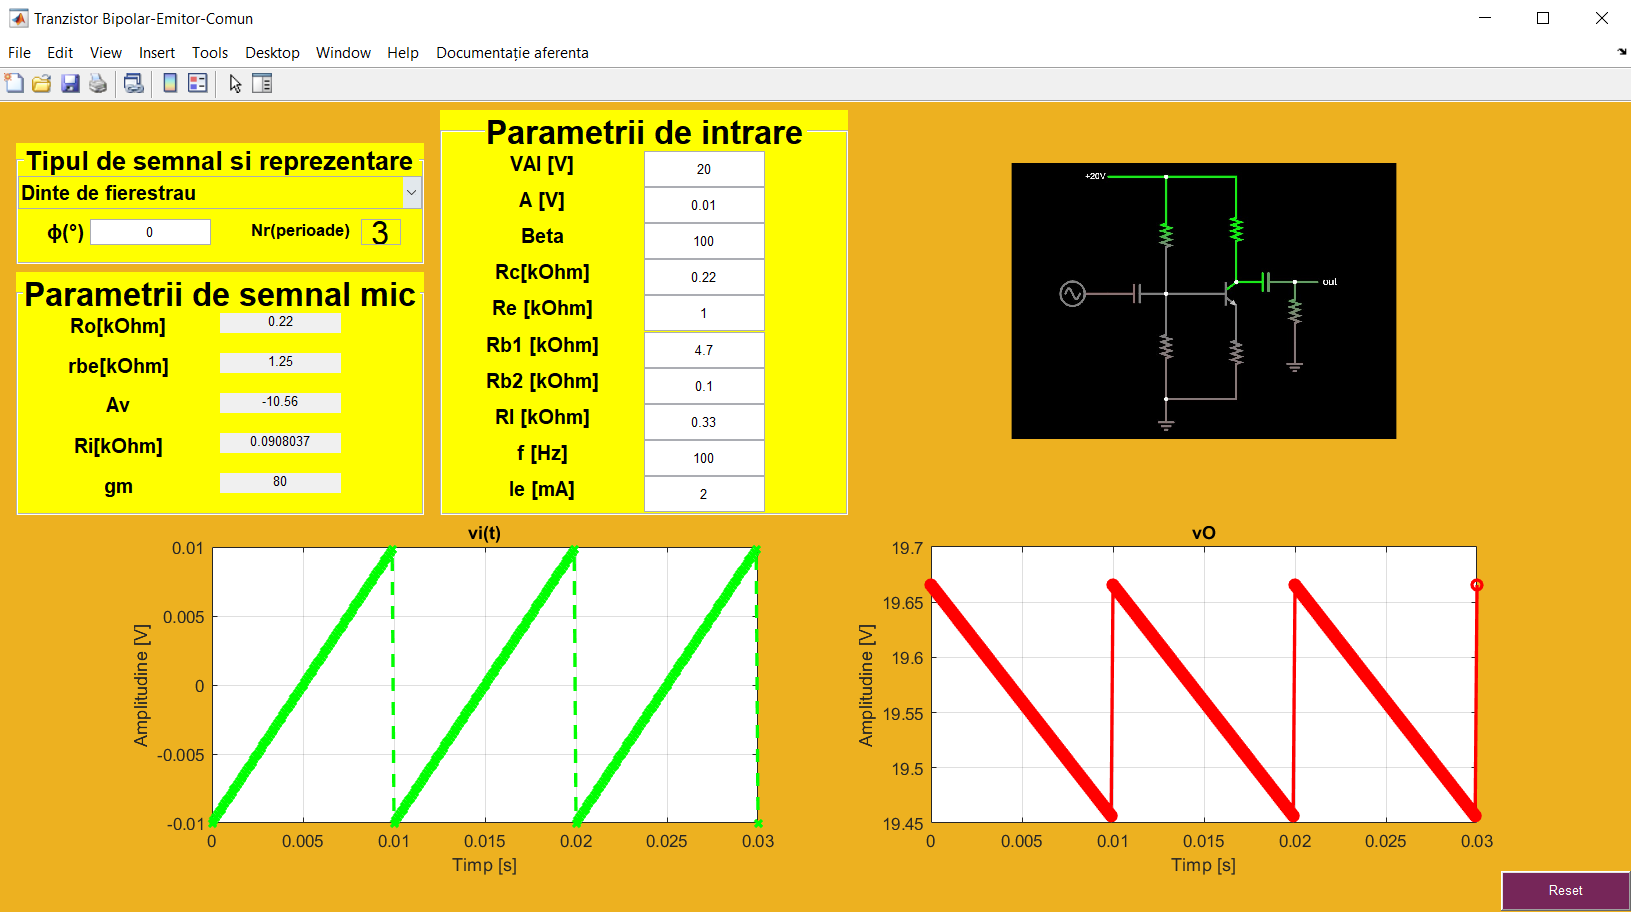 Tranzistor Bipolar-Emitor-Comun
File Edit View Insert Tools Desktop Window Help Documentație aferenta
Tipul de semnal si reprezentare
Dinte de fierestrau
ϕ(°) 0 Nr(perioade) 3
Parametrii de semnal mic
Ro[kOhm] 0.22
rbe[kOhm] 1.25
Av -10.56
Ri[kOhm] 0.0908037
gm 80
Parametrii de intrare
VAl [V] 20
A [V] 0.01
Beta 100
Rc[kOhm] 0.22
Re [kOhm] 1
Rb1 [kOhm] 4.7
Rb2 [kOhm] 0.1
Rl [kOhm] 0.33
f [Hz] 100
Ie [mA] 2
+20V
out
vi(t)
0.01
0.005
0
-0.005
-0.01
Amplitudine [V]
0 0.005 0.01 0.015 0.02 0.025 0.03
Timp [s]
vO
19.7
19.65
19.6
19.55
19.5
19.45
Amplitudine [V]
0 0.005 0.01 0.015 0.02 0.025 0.03
Timp [s]
Reset